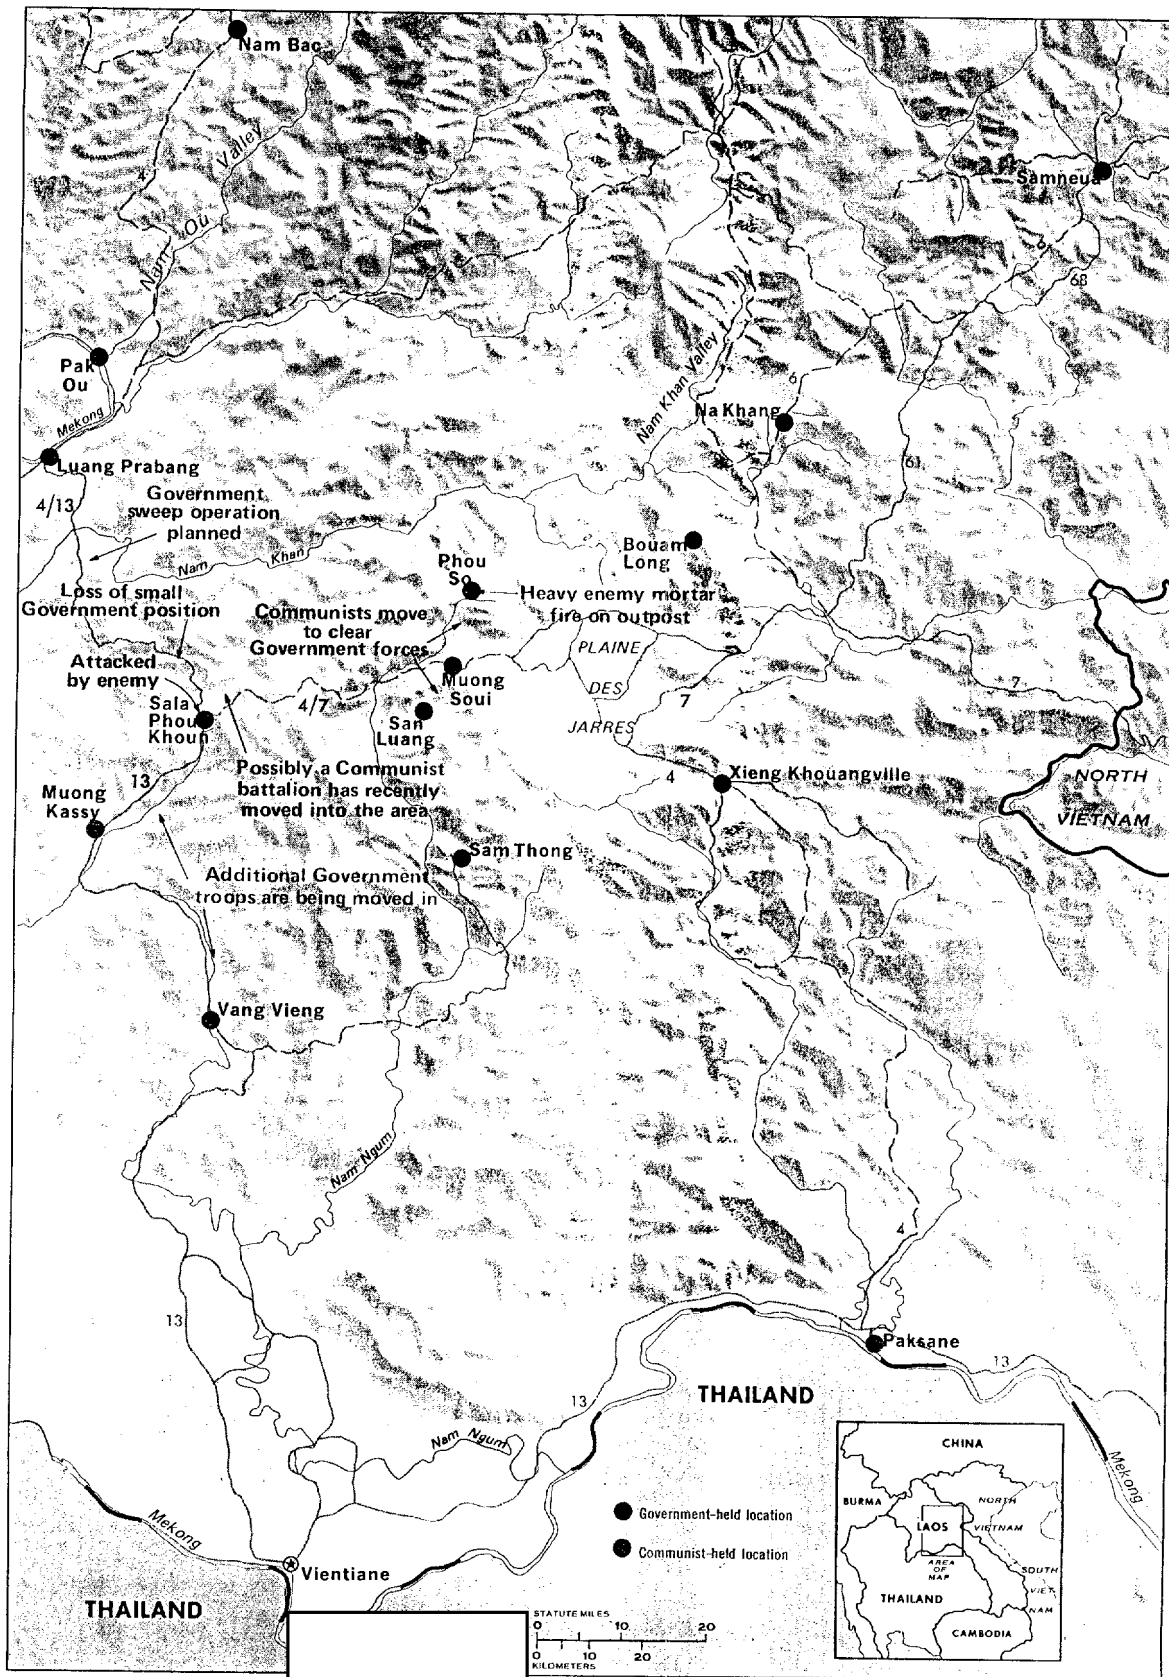 Nam Bac
Nam Ou Valley
4
Samneua
6
68
Pak
Ou
Mekong
Nam Khan Valley
6
Na Khang
61
Luang Prabang
4/13
Government
sweep operation
planned
Nam Khan
Bouam
Long
Phou
So
Loss of small
Government position
Communists move
to clear
Government forces
Heavy enemy mortar
fire on outpost
PLAINE
DES
JARRES
Attacked
by enemy
Muong
Soui
4/7
7
7
Sala
Phou
Khoun
San
Luang
13
4
Xieng Khouangville
NORTH
VIETNAM
Muong
Kassy
Possibly a Communist
battalion has recently
moved into the area
Sam Thong
Additional Government
troops are being moved in
Vang Vieng
Nam Ngum
4
13
Paksane
13
THAILAND
13
Nam Ngum
Mekong
Mekong
Vientiane
THAILAND
Government-held location
Communist-held location
STATUTE MILES
0 10 20
0 10 20
KILOMETERS
CHINA
BURMA
NORTH
VIETNAM
LAOS
AREA
OF
MAP
SOUTH
VIET
NAM
THAILAND
CAMBODIA